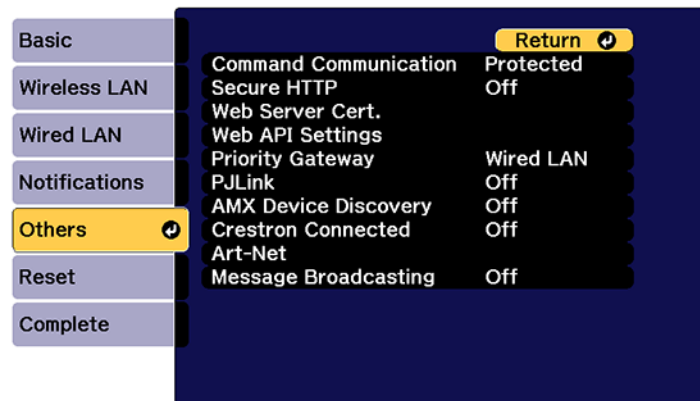 Basic
Wireless LAN
Wired LAN
Notifications
Others
Reset
Complete
Return
Command Communication Protected
Secure HTTP Off
Web Server Cert.
Web API Settings
Priority Gateway Wired LAN
PJLink Off
AMX Device Discovery Off
Crestron Connected Off
Art-Net
Message Broadcasting Off